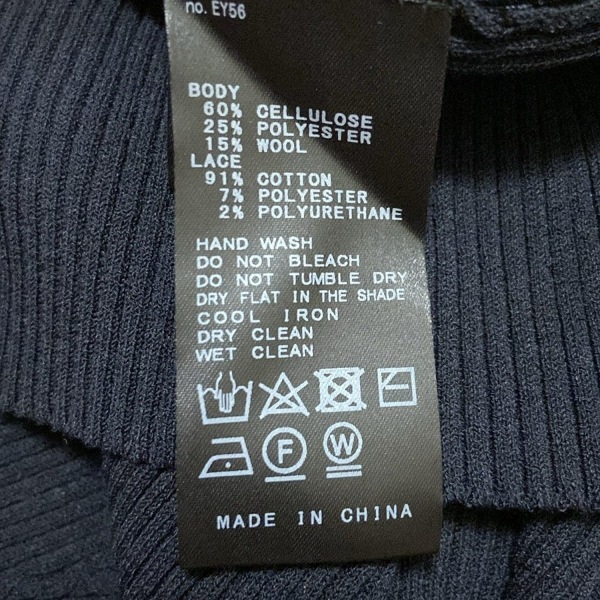 no. EY56
BODY
60% CELLULOSE
25% POLYESTER
15% WOOL
LACE
91% COTTON
7% POLYESTER
2% POLYURETHANE
HAND WASH
DO NOT BLEACH
DO NOT TUMBLE DRY
DRY FLAT IN THE SHADE
COOL IRON
DRY CLEAN
WET CLEAN
F W
MADE IN CHINA